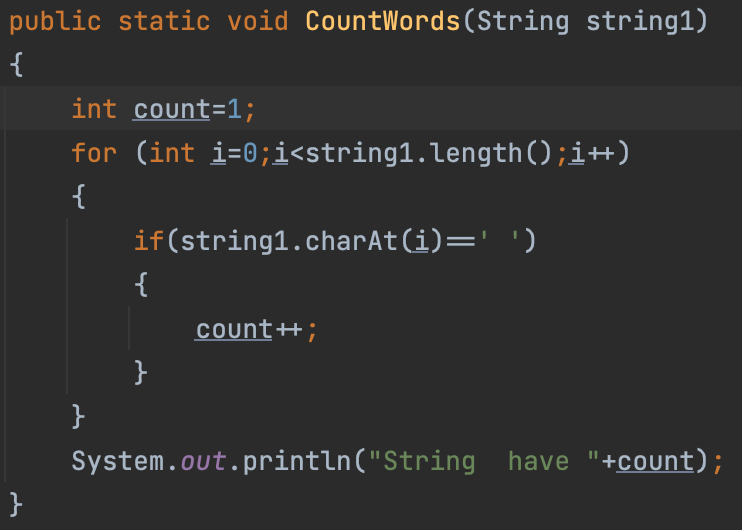 public static void CountWords(String string1)
{
    int count=1;
    for (int i=0;i<string1.length();i++)
    {
        if(string1.charAt(i)==' ')
        {
            count++;
        }
    }
    System.out.println("String  have "+count);
}